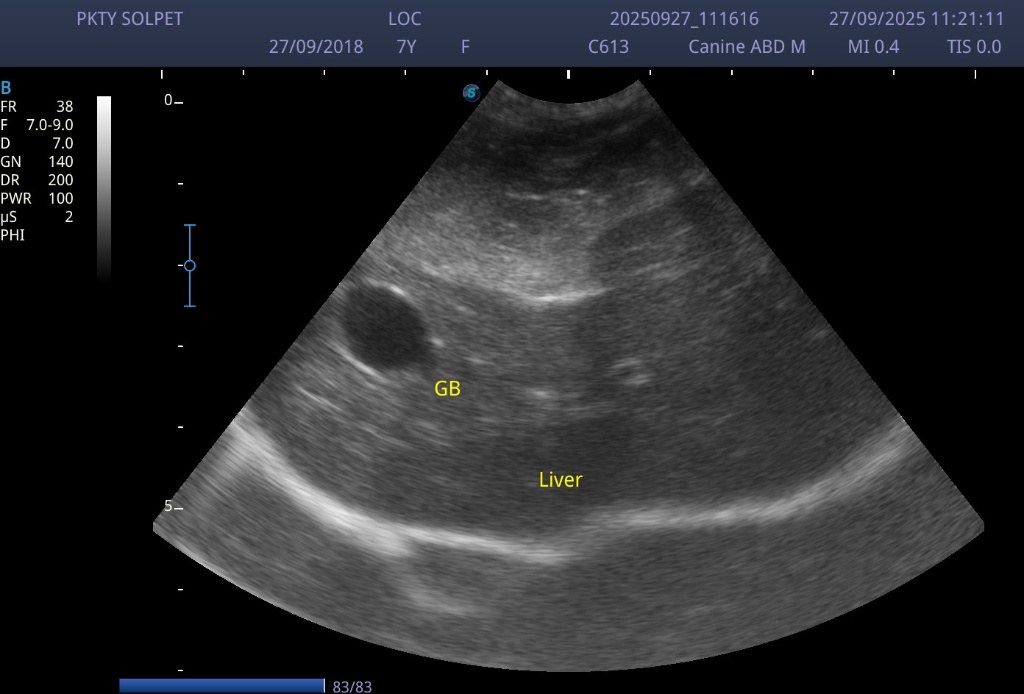 PKTY SOLPET LOC 20250927_111616 27/09/2025 11:21:11
27/09/2018 7Y F C613 Canine ABD M MI 0.4 TIS 0.0
B
FR 38
F 7.0-9.0
D 7.0
GN 140
DR 200
PWR 100
µS 2
PHI
S
0
GB
Liver
5
83/83